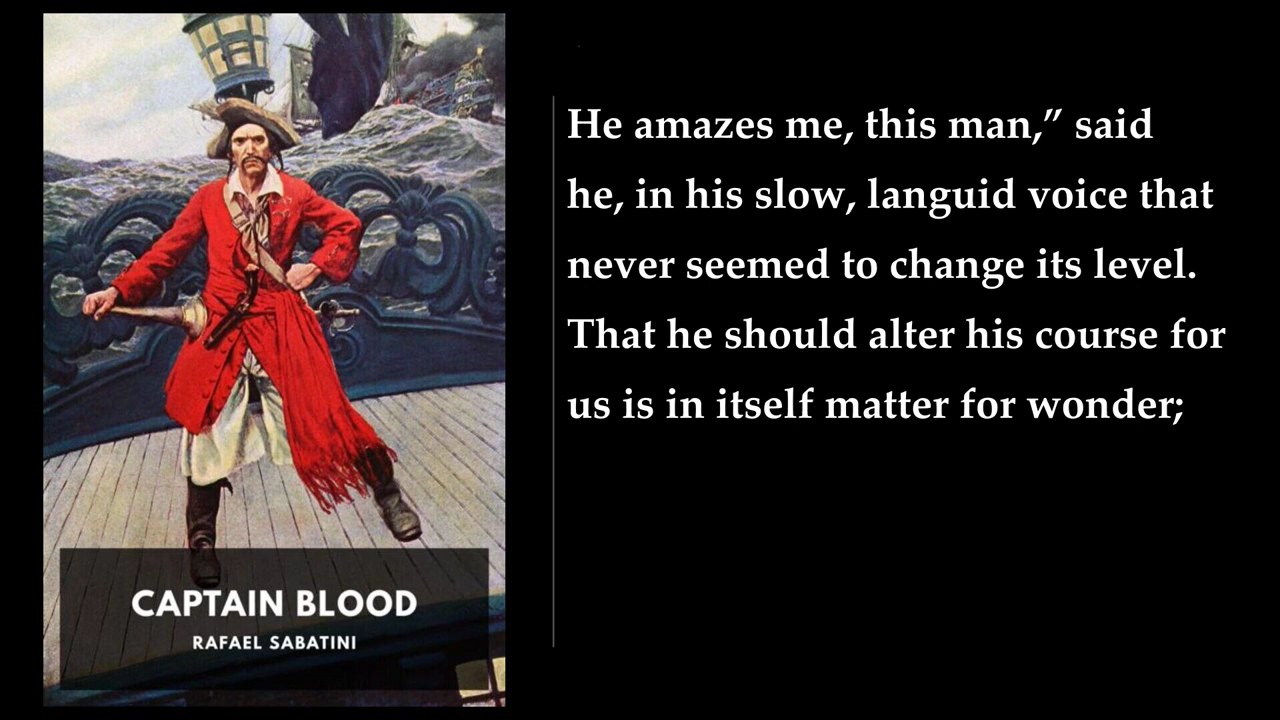 He amazes me, this man,” said
he, in his slow, languid voice that
never seemed to change its level.
That he should alter his course for
us is in itself matter for wonder;
CAPTAIN BLOOD
RAFAEL SABATINI